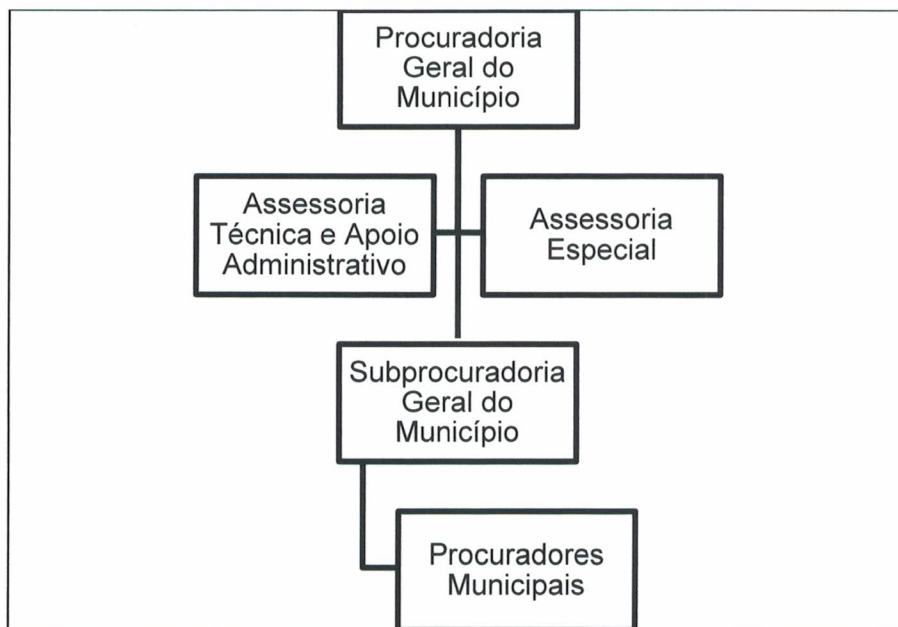 Procuradoria
Geral do
Município
Assessoria
Técnica e Apoio
Administrativo
Assessoria
Especial
Subprocuradoria
Geral do
Município
Procuradores
Municipais